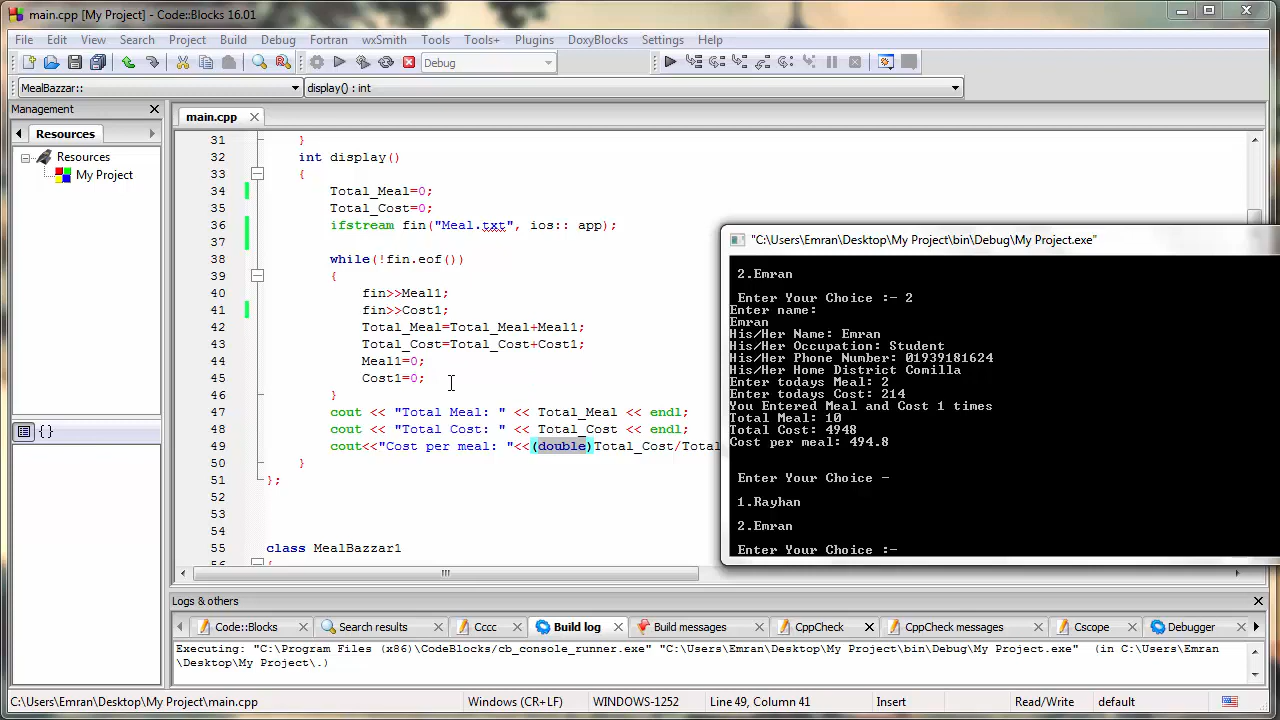 main.cpp [My Project] - Code::Blocks 16.01
File Edit View Search Project Build Debug Fortran wxSmith Tools Tools+ Plugins DoxyBlocks Settings Help
Debug
MealBazzar:: display() : int
Management
main.cpp
Resources
Resources
My Project
{}
31 }
32 int display()
33 {
34 Total_Meal=0;
35 Total_Cost=0;
36 ifstream fin("Meal.txt", ios:: app);
37
38 while(!fin.eof())
39 {
40 fin>>Meal1;
41 fin>>Cost1;
42 Total_Meal=Total_Meal+Meal1;
43 Total_Cost=Total_Cost+Cost1;
44 Meal1=0;
45 Cost1=0;
46 }
47 cout << "Total Meal: " << Total_Meal << endl;
48 cout << "Total Cost: " << Total_Cost << endl;
49 cout<<"Cost per meal: "<<(double)Total_Cost/Total
50 }
51 };
52
53
54
55 class MealBazzar1
"C:\Users\Emran\Desktop\My Project\bin\Debug\My Project.exe"
2.Emran
Enter Your Choice :- 2
Enter name:
Emran
His/Her Name: Emran
His/Her Occupation: Student
His/Her Phone Number: 01939181624
His/Her Home District Comilla
Enter todays Meal: 2
Enter todays Cost: 214
You Entered Meal and Cost 1 times
Total Meal: 10
Total Cost: 4948
Cost per meal: 494.8
Enter Your Choice -
1.Rayhan
2.Emran
Enter Your Choice :-
Logs & others
Code::Blocks Search results Cccc Build log Build messages CppCheck CppCheck messages Cscope Debugger
Executing: "C:\Program Files (x86)\CodeBlocks/cb_console_runner.exe" "C:\Users\Emran\Desktop\My Project\bin\Debug\My Project.exe"  (in C:\Users\Emran
\Desktop\My Project\.)
C:\Users\Emran\Desktop\My Project\main.cpp Windows (CR+LF) WINDOWS-1252 Line 49, Column 41 Insert Read/Write default